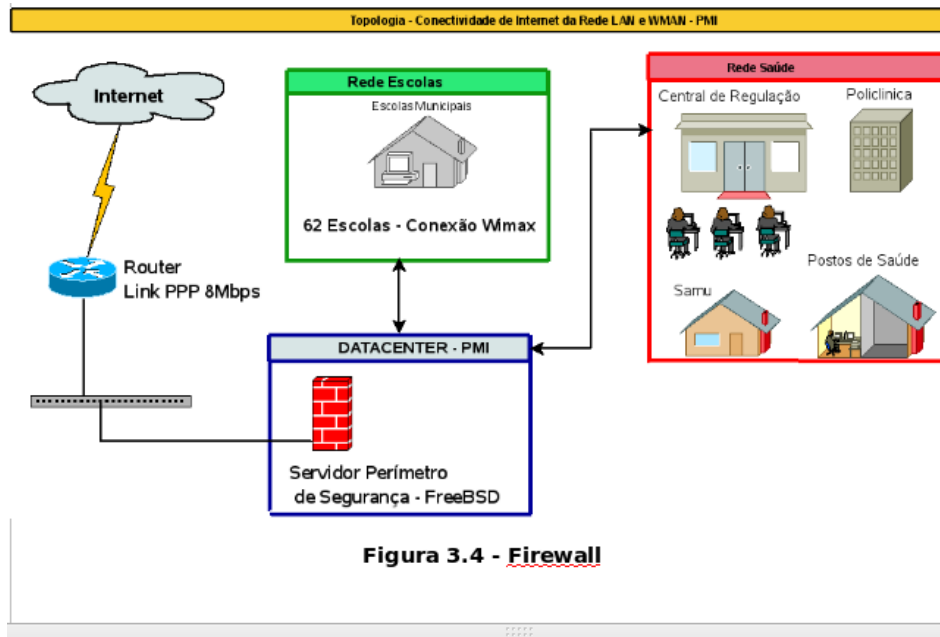 Topologia - Conectividade de Internet da Rede LAN e WMAN - PMI
Internet
Router
Link PPP 8Mbps
Rede Escolas
Escolas Municipais
62 Escolas - Conexão Wimax
Rede Saúde
Central de Regulação
Policlinica
Samu
Postos de Saúde
DATACENTER - PMI
Servidor Perímetro
de Segurança - FreeBSD
Figura 3.4 - Firewall